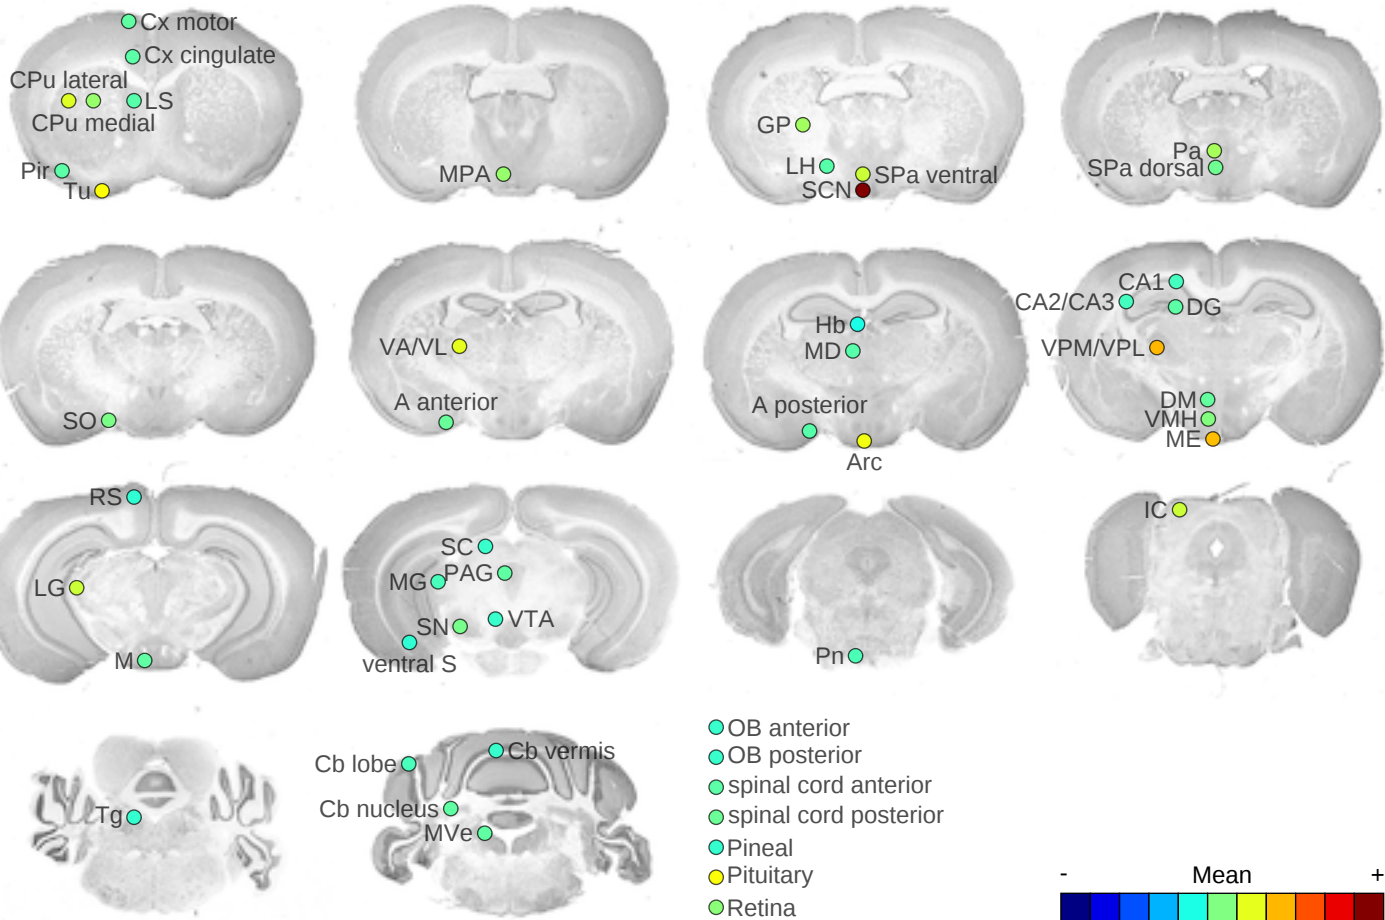 Cx motor
Cx cingulate
CPu lateral
LS
CPu medial
Pir
Tu
MPA
GP
LH
SPa ventral
SCN
Pa
SPa dorsal
SO
VA/VL
A anterior
Hb
MD
A posterior
Arc
CA1
CA2/CA3
DG
VPM/VPL
DM
VMH
ME
RS
LG
M
SC
PAG
MG
SN
VTA
ventral S
Pn
IC
Tg
Cb lobe
Cb vermis
Cb nucleus
MVe
OB anterior
OB posterior
spinal cord anterior
spinal cord posterior
Pineal
Pituitary
Retina
- Mean +